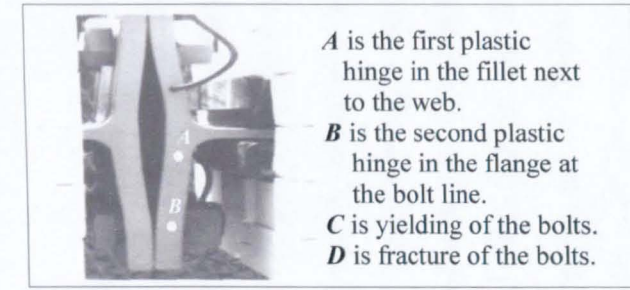 A
B
A is the first plastic
hinge in the fillet next
to the web.
B is the second plastic
hinge in the flange at
the bolt line.
C is yielding of the bolts.
D is fracture of the bolts.